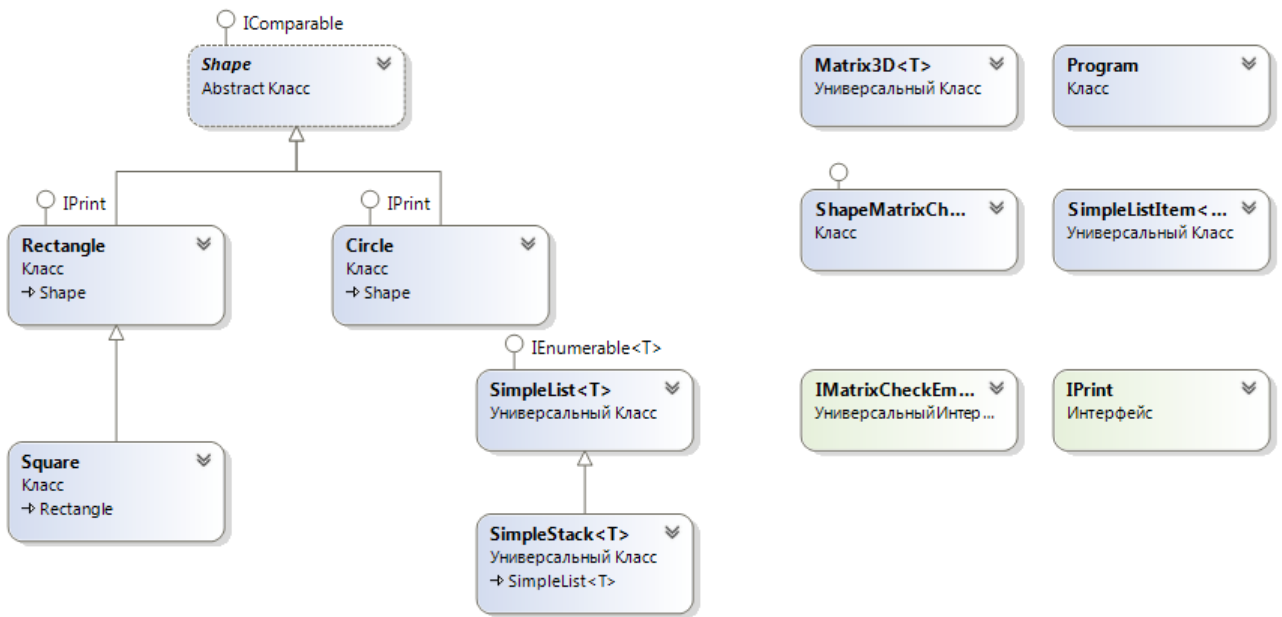 IComparable
Shape
Abstract Класс
Matrix3D<T>
Универсальный Класс
Program
Класс
IPrint
Rectangle
Класс
Shape
IPrint
Circle
Класс
Shape
ShapeMatrixCh...
Класс
SimpleListItem<...
Универсальный Класс
IEnumerable<T>
SimpleList<T>
Универсальный Класс
IMatrixCheckEm...
УниверсальныйИнтер...
IPrint
Интерфейс
Square
Класс
Rectangle
SimpleStack<T>
Универсальный Класс
SimpleList<T>